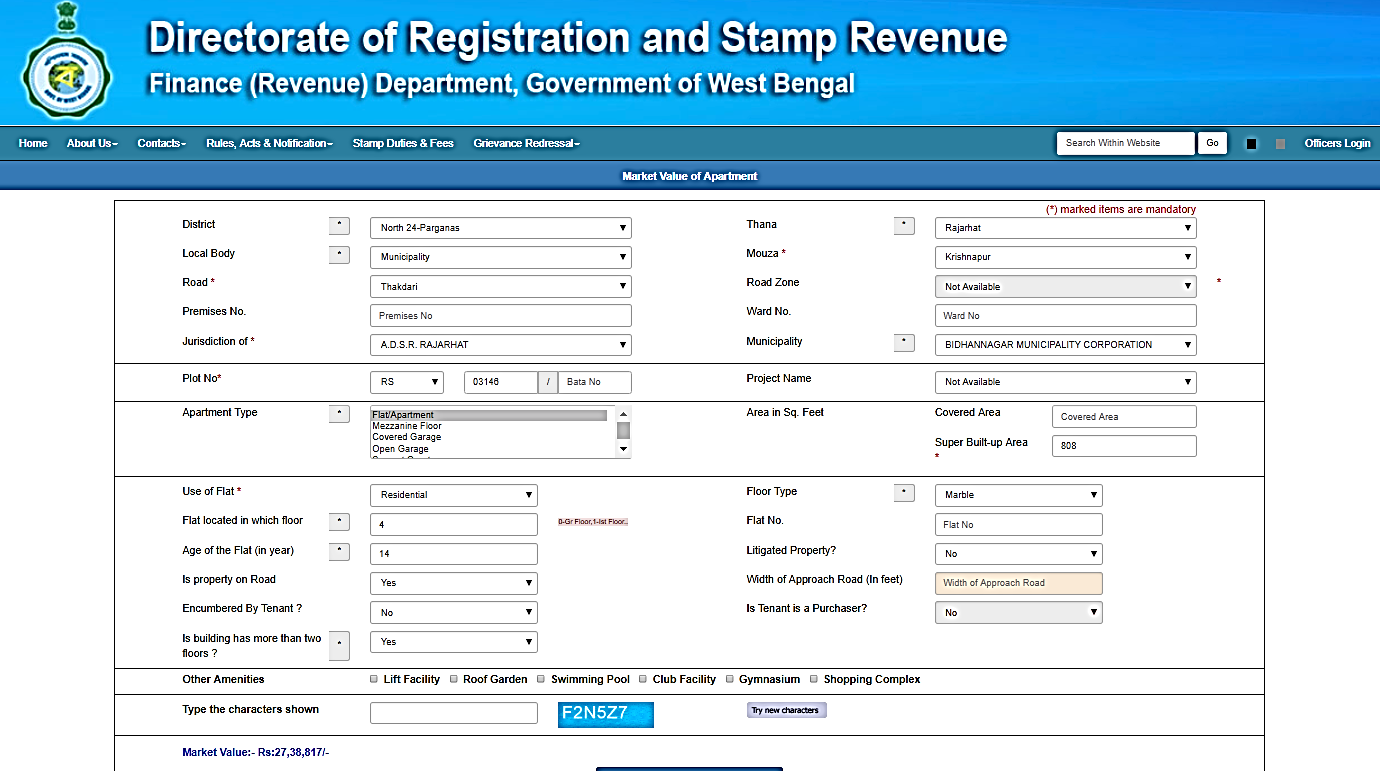 Directorate of Registration and Stamp Revenue
Finance (Revenue) Department, Government of West Bengal
Home About Us Contacts Rules, Acts & Notification Stamp Duties & Fees Grievance Redressal Search Within Website Go Officers Login
Market Value of Apartment
(*) marked items are mandatory
District * North 24-Parganas Thana * Rajarhat
Local Body * Municipality Mouza * Krishnapur
Road * Thakdari Road Zone Not Available *
Premises No. Premises No Ward No. Ward No
Jurisdiction of * A.D.S.R. RAJARHAT Municipality * BIDHANNAGAR MUNICIPALITY CORPORATION
Plot No* RS 03146 / Bata No Project Name Not Available
Apartment Type * Flat/Apartment Area in Sq. Feet Covered Area Covered Area
Mezzanine Floor
Covered Garage
Open Garage
Super Built-up Area * 808
Use of Flat * Residential Floor Type * Marble
Flat located in which floor * 4 0-Gr Floor,1-Ist Floor.. Flat No. Flat No
Age of the Flat (in year) * 14 Litigated Property? No
Is property on Road Yes Width of Approach Road (In feet) Width of Approach Road
Encumbered By Tenant ? No Is Tenant is a Purchaser? No
Is building has more than two * Yes
floors ?
Other Amenities Lift Facility Roof Garden Swimming Pool Club Facility Gymnasium Shopping Complex
Type the characters shown F2N5Z7 Try new characters
Market Value:- Rs:27,38,817/-